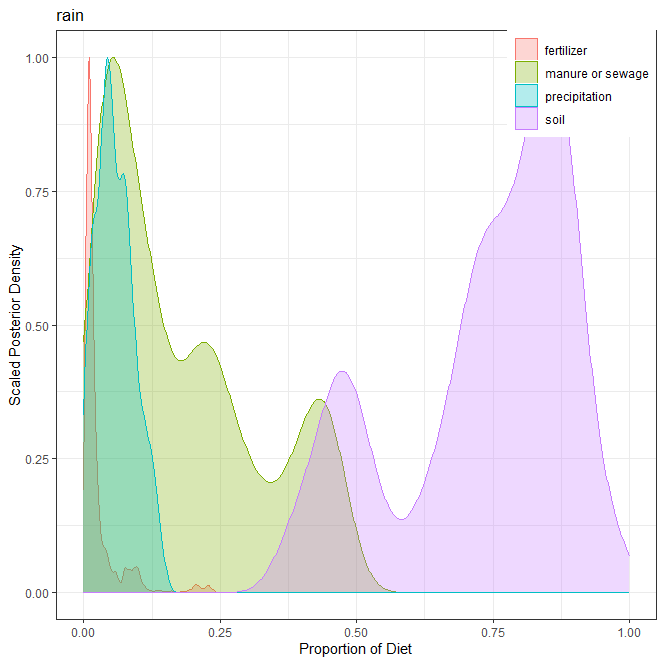 rain
fertilizer
manure or sewage
precipitation
soil
1.00
0.75
0.50
0.25
0.00
Scaled Posterior Density
0.00
0.25
0.50
0.75
1.00
Proportion of Diet